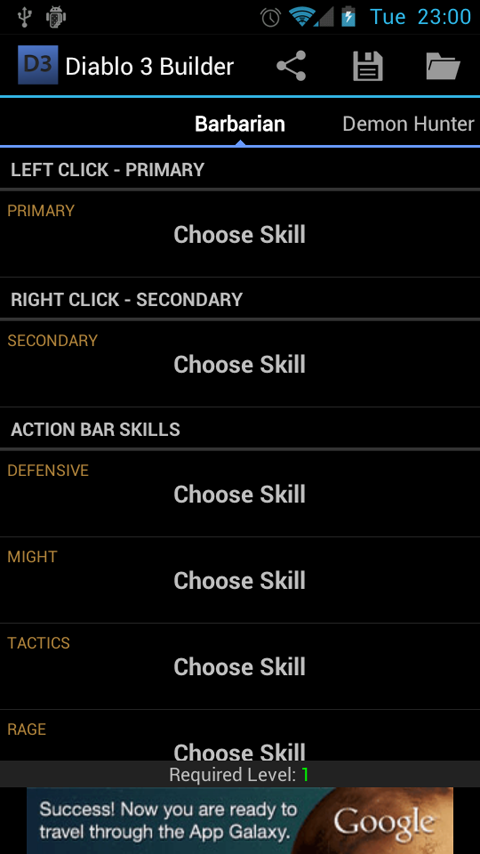 Tue 23:00
D3 Diablo 3 Builder
Barbarian Demon Hunter
LEFT CLICK - PRIMARY
PRIMARY
Choose Skill
RIGHT CLICK - SECONDARY
SECONDARY
Choose Skill
ACTION BAR SKILLS
DEFENSIVE
Choose Skill
MIGHT
Choose Skill
TACTICS
Choose Skill
RAGE
Choose Skill
Required Level: 1
Success! Now you are ready to
travel through the App Galaxy.
Google